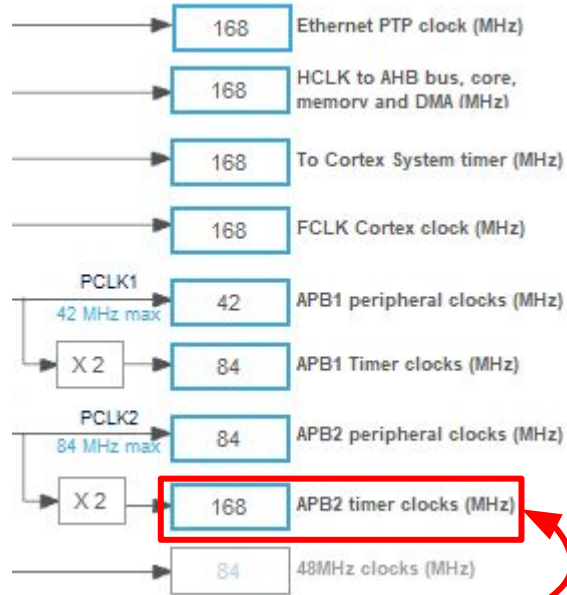 168 Ethernet PTP clock (MHz)
168 HCLK to AHB bus, core,
memory and DMA (MHz)
168 To Cortex System timer (MHz)
168 FCLK Cortex clock (MHz)
PCLK1
42 MHz max
42 APB1 peripheral clocks (MHz)
X 2 84 APB1 Timer clocks (MHz)
PCLK2
84 MHz max
84 APB2 peripheral clocks (MHz)
X 2 168 APB2 timer clocks (MHz)
84 48MHz clocks (MHz)